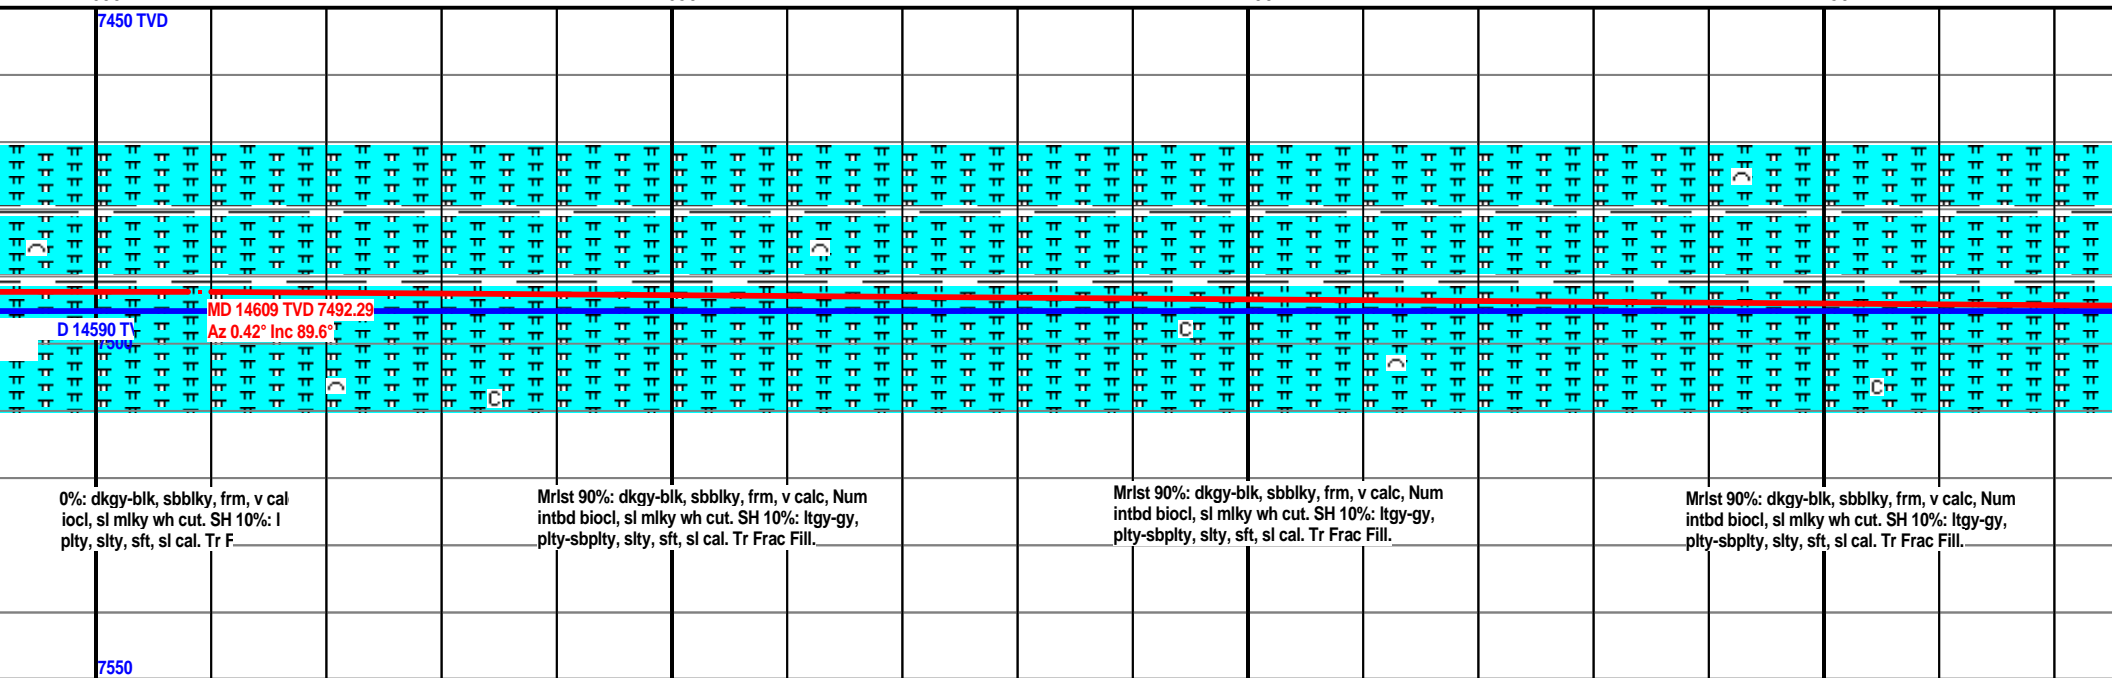 7450 TVD
MD 14609 TVD 7492.29
Az 0.42° Inc 89.6°
D 14590 TV
7500
C
C
C
0%: dkgy-blk, sbblky, frm, v cal
iocl, sl mlky wh cut. SH 10%: l
plty, slty, sft, sl cal. Tr F
Mrlst 90%: dkgy-blk, sbblky, frm, v calc, Num
intbd biocl, sl mlky wh cut. SH 10%: ltgy-gy,
plty-sbplty, slty, sft, sl cal. Tr Frac Fill.
Mrlst 90%: dkgy-blk, sbblky, frm, v calc, Num
intbd biocl, sl mlky wh cut. SH 10%: ltgy-gy,
plty-sbplty, slty, sft, sl cal. Tr Frac Fill.
Mrlst 90%: dkgy-blk, sbblky, frm, v calc, Num
intbd biocl, sl mlky wh cut. SH 10%: ltgy-gy,
plty-sbplty, slty, sft, sl cal. Tr Frac Fill.
7550